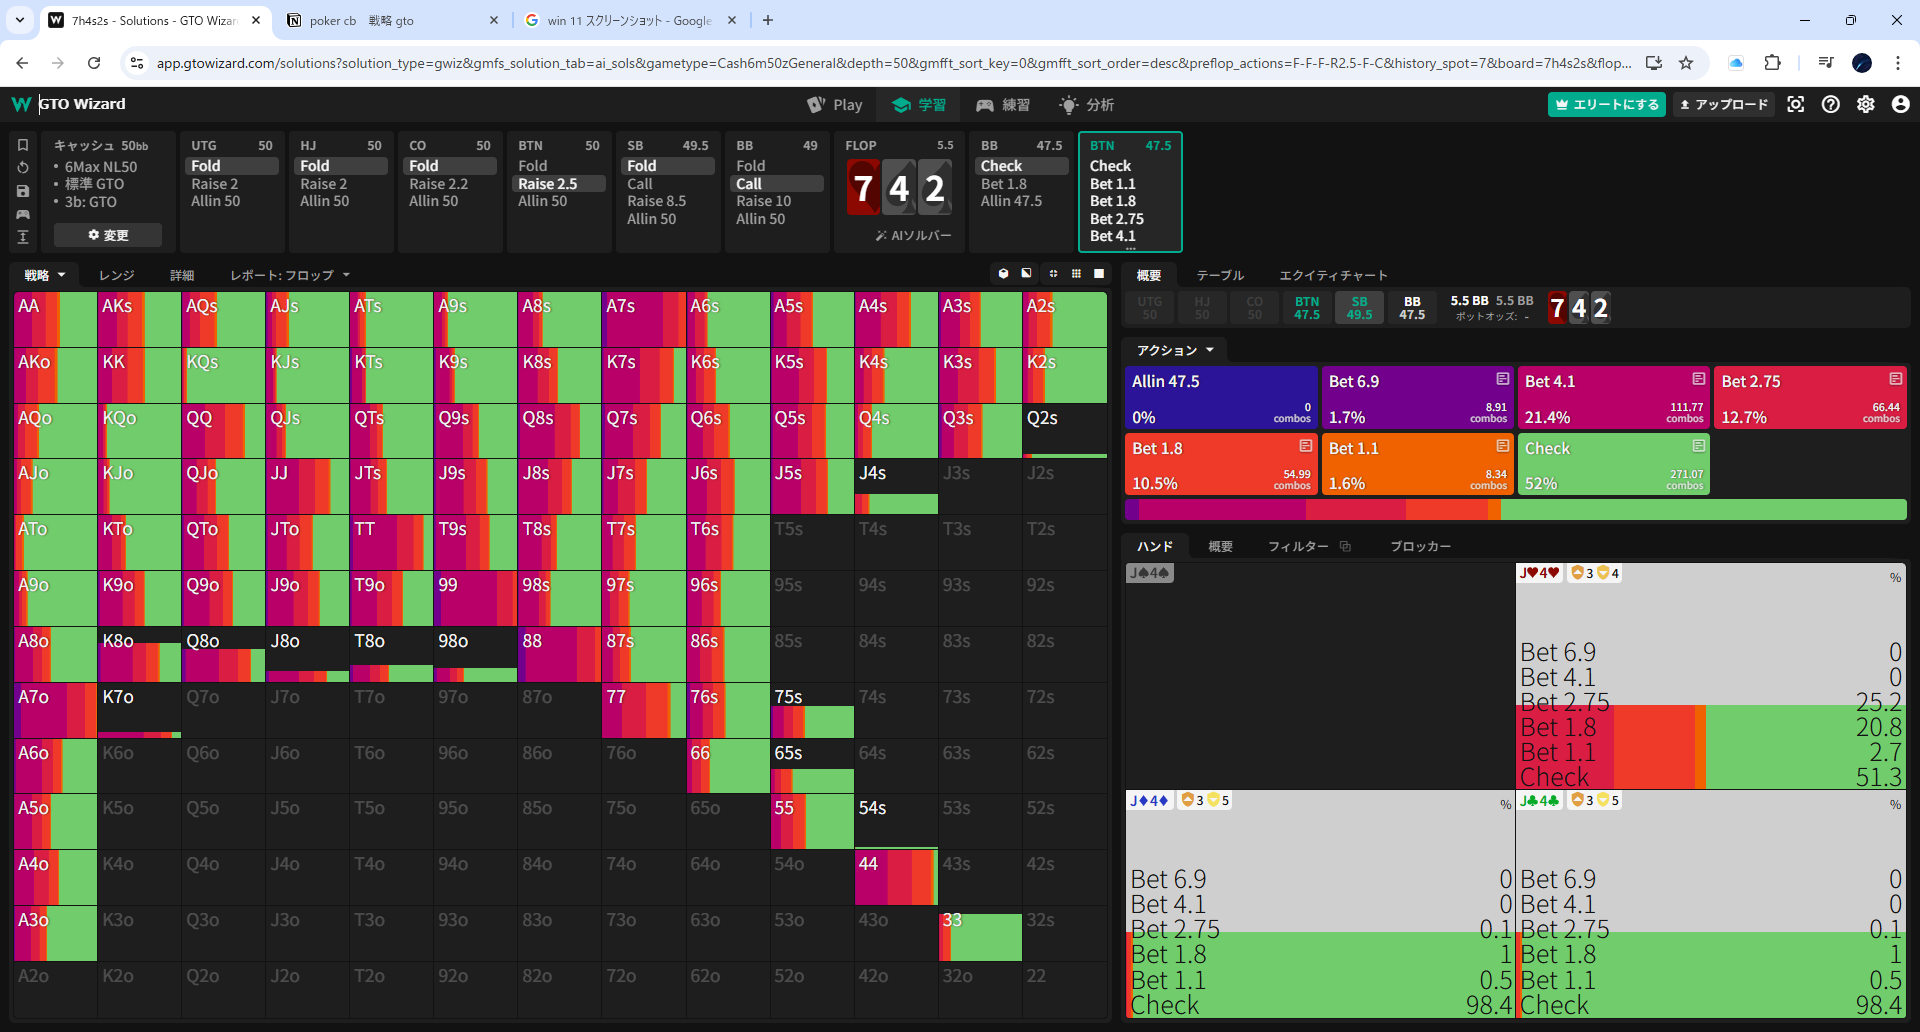 7h4s2s - Solutions - GTO Wizar
poker cb　戦略 gto
win 11 スクリーンショット - Google
app.gtowizard.com/solutions?solution_type=gwiz&gmfs_solution_tab=ai_sols&gametype=Cash6m50zGeneral&depth=50&gmfft_sort_key=0&gmfft_sort_order=desc&preflop_actions=F-F-F-R2.5-F-C&history_spot=7&board=7h4s2s&flop...
GTO Wizard
Play 学習 練習 分析
エリートにする アップロード
キャッシュ 50bb
• 6Max NL50
• 標準 GTO
• 3b: GTO
変更
UTG 50
Fold
Raise 2
Allin 50
HJ 50
Fold
Raise 2
Allin 50
CO 50
Fold
Raise 2.2
Allin 50
BTN 50
Fold
Raise 2.5
Allin 50
SB 49.5
Fold
Call
Raise 8.5
Allin 50
BB 49
Fold
Call
Raise 10
Allin 50
FLOP 5.5
7 4 2
AIソルバー
BB 47.5
Check
Bet 1.8
Allin 47.5
BTN 47.5
Check
Bet 1.1
Bet 1.8
Bet 2.75
Bet 4.1
...
戦略 レンジ 詳細 レポート: フロップ
AA AKs AQs AJs ATs A9s A8s A7s A6s A5s A4s A3s A2s
AKo KK KQs KJs KTs K9s K8s K7s K6s K5s K4s K3s K2s
AQo KQo QQ QJs QTs Q9s Q8s Q7s Q6s Q5s Q4s Q3s Q2s
AJo KJo QJo JJ JTs J9s J8s J7s J6s J5s J4s J3s J2s
ATo KTo QTo JTo TT T9s T8s T7s T6s T5s T4s T3s T2s
A9o K9o Q9o J9o T9o 99 98s 97s 96s 95s 94s 93s 92s
A8o K8o Q8o J8o T8o 98o 88 87s 86s 85s 84s 83s 82s
A7o K7o Q7o J7o T7o 97o 87o 77 76s 75s 74s 73s 72s
A6o K6o Q6o J6o T6o 96o 86o 76o 66 65s 64s 63s 62s
A5o K5o Q5o J5o T5o 95o 85o 75o 65o 55 54s 53s 52s
A4o K4o Q4o J4o T4o 94o 84o 74o 64o 54o 44 43s 42s
A3o K3o Q3o J3o T3o 93o 83o 73o 63o 53o 43o 33 32s
A2o K2o Q2o J2o T2o 92o 82o 72o 62o 52o 42o 32o 22
概要 テーブル エクイティチャート
UTG HJ CO BTN SB BB 5.5 BB 5.5 BB
50 50 50 47.5 49.5 47.5 ポットオッズ: -
7 4 2
アクション
Allin 47.5
0
0% combos
Bet 6.9
8.91
1.7% combos
Bet 4.1
111.77
21.4% combos
Bet 2.75
66.44
12.7% combos
Bet 1.8
54.99
10.5% combos
Bet 1.1
8.34
1.6% combos
Check
271.07
52% combos
ハンド 概要 フィルター ブロッカー
J♠4♠
J♥4♥ 3 4 %
Bet 6.9 0
Bet 4.1 0
Bet 2.75 25.2
Bet 1.8 20.8
Bet 1.1 2.7
Check 51.3
J♦4♦ 3 5 %
Bet 6.9 0
Bet 4.1 0
Bet 2.75 0.1
Bet 1.8 1
Bet 1.1 0.5
Check 98.4
J♣4♣ 3 5 %
Bet 6.9 0
Bet 4.1 0
Bet 2.75 0.1
Bet 1.8 1
Bet 1.1 0.5
Check 98.4